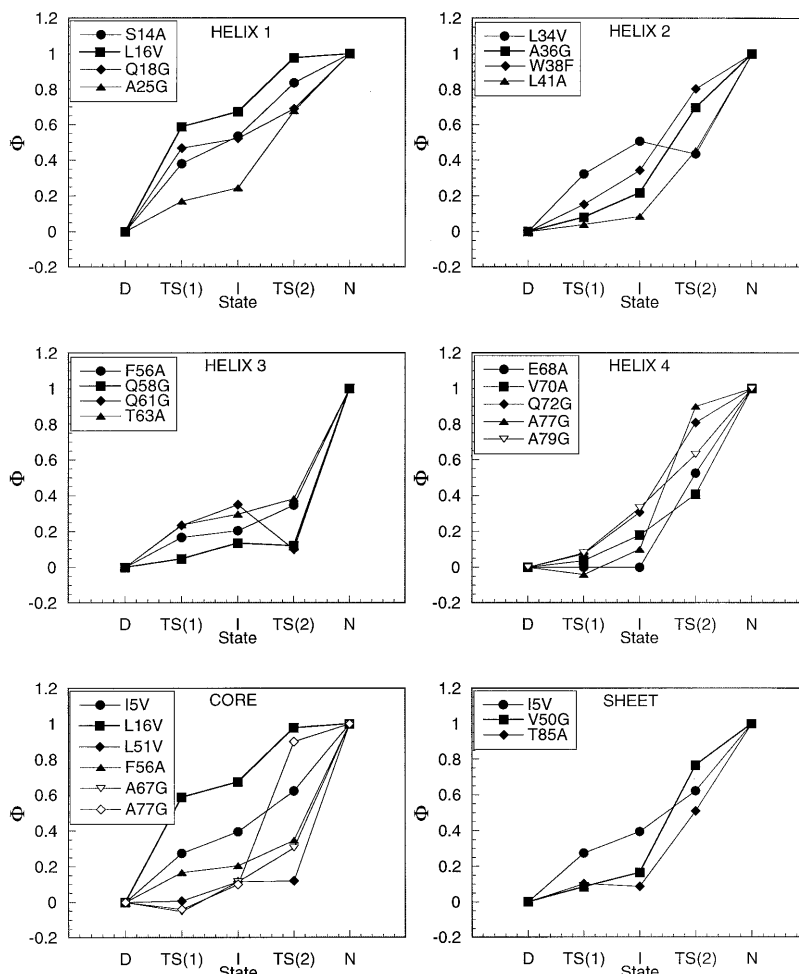 HELIX 1
S14A
L16V
Q18G
A25G
1.2
1
0.8
0.6
0.4
0.2
0
-0.2
Φ
D TS(1) I TS(2) N
State
HELIX 2
L34V
A36G
W38F
L41A
1.2
1
0.8
0.6
0.4
0.2
0
-0.2
Φ
D TS(1) I TS(2) N
State
HELIX 3
F56A
Q58G
Q61G
T63A
1.2
1
0.8
0.6
0.4
0.2
0
-0.2
Φ
D TS(1) I TS(2) N
State
HELIX 4
E68A
V70A
Q72G
A77G
A79G
1.2
1
0.8
0.6
0.4
0.2
0
-0.2
Φ
D TS(1) I TS(2) N
State
CORE
I5V
L16V
L51V
F56A
A67G
A77G
1.2
1
0.8
0.6
0.4
0.2
0
-0.2
Φ
D TS(1) I TS(2) N
State
SHEET
I5V
V50G
T85A
1.2
1
0.8
0.6
0.4
0.2
0
-0.2
Φ
D TS(1) I TS(2) N
State